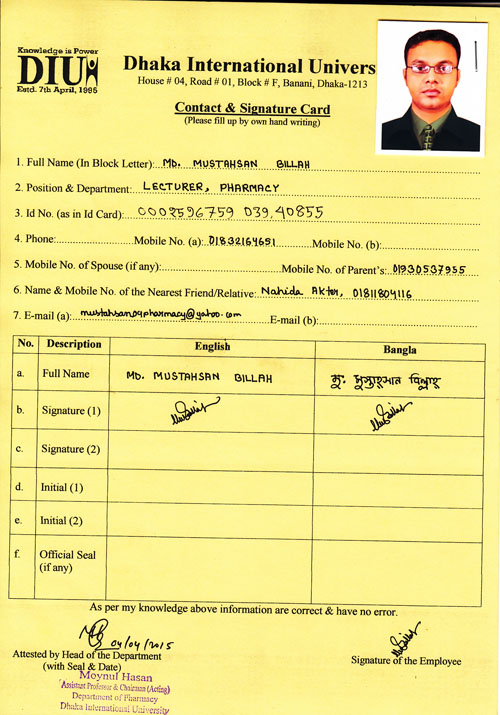 Knowledge is Power
DIU
Estd. 7th April, 1995
Dhaka International Univers
House # 04, Road # 01, Block # F, Banani, Dhaka-1213
Contact & Signature Card
(Please fill up by own hand writing)
1. Full Name (In Block Letter): MD. MUSTAHSAN BILLAH
2. Position & Department: LECTURER, PHARMACY
3. Id No. (as in Id Card): 0002596759 039,40855
4. Phone: Mobile No. (a): 01832164651 Mobile No. (b):
5. Mobile No. of Spouse (if any): Mobile No. of Parent's: 01930537955
6. Name & Mobile No. of the Nearest Friend/Relative: Nahida Akter, 01811804116
7. E-mail (a): mustahsan04pharmacy@yahoo.com E-mail (b):
No. Description English Bangla
a. Full Name MD. MUSTAHSAN BILLAH মু. মুস্তাহসান বিল্লাহ
b. Signature (1)
c. Signature (2)
d. Initial (1)
e. Initial (2)
f. Official Seal
(if any)
As per my knowledge above information are correct & have no error.
04/04/2015
Attested by Head of the Department
(with Seal & Date)
Signature of the Employee
Moynul Hasan
Assistant Professor & Chairman (Acting)
Department of Pharmacy
Dhaka International University